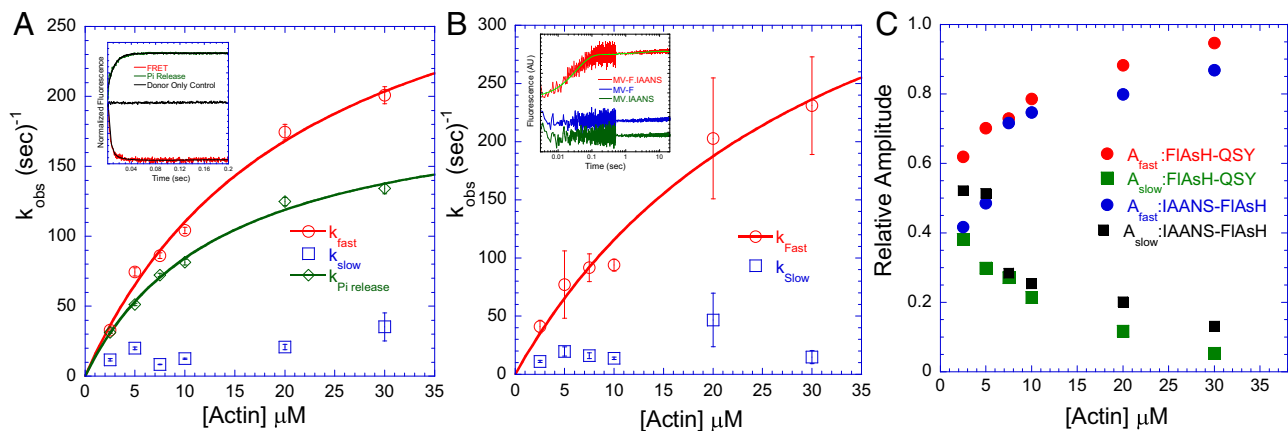 A
k_obs (sec)^-1
250
200
150
100
50
0
0 5 10 15 20 25 30 35
[Actin] μM
Normalized Fluorescence
FRET
Pi Release
Donor Only Control
0.04 0.08 0.12 0.16 0.2
Time (sec)
k_fast
k_slow
k_Pi release
B
k_obs (sec)^-1
300
250
200
150
100
50
0
0 5 10 15 20 25 30 35
[Actin] μM
Fluorescence (AU)
MV-F.IAANS
MV-F
MV.IAANS
0.01 0.1 1 10
Time (sec)
k_Fast
k_Slow
C
Relative Amplitude
1.0
0.8
0.6
0.4
0.2
0
0 5 10 15 20 25 30 35
[Actin] μM
A_fast:FlAsH-QSY
A_slow:FlAsH-QSY
A_fast:IAANS-FlAsH
A_slow:IAANS-FlAsH